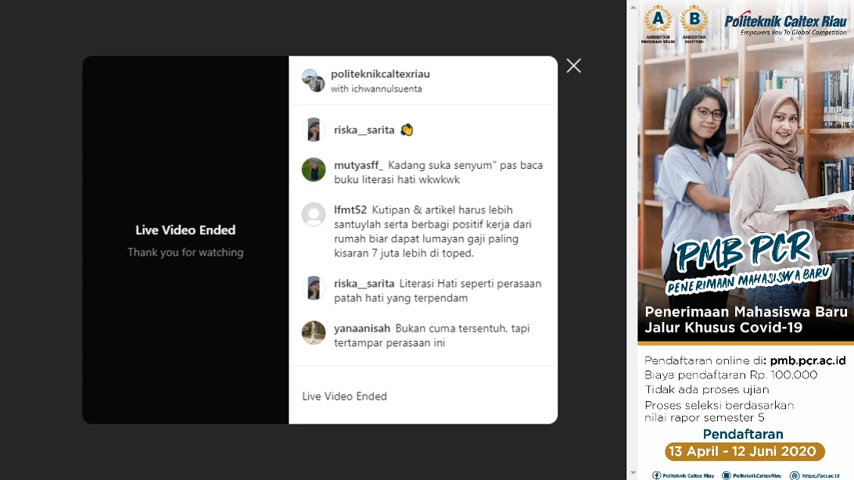 politeknikcaltexriau
with ichwannulsuenta
riska__sarita
mutyasff_ Kadang suka senyum" pas baca
buku literasi hati wkwkwk
lfmt52 Kutipan & artikel harus lebih
santuylah serta berbagi positif kerja dari
rumah biar dapat lumayan gaji paling
kisaran 7 juta lebih di toped.
riska__sarita Literasi Hati seperti perasaan
patah hati yang terpendam
yanaanisah Bukan cuma tersentuh, tapi
tertampar perasaan ini
Live Video Ended
Live Video Ended
Thank you for watching
A
B
Politeknik Caltex Riau
Empowers You To Global Competition
PMB PCR
PENERIMAAN MAHASISWA BARU
Penerimaan Mahasiswa Baru
Jalur Khusus Covid-19
Pendaftaran online di: pmb.pcr.ac.id
Biaya pendaftaran Rp. 100.000
Tidak ada proses ujian
Proses seleksi berdasarkan
nilai rapor semester 5
Pendaftaran
13 April - 12 Juni 2020
Politeknik Caltex Riau
PoliteknikCaltexRiau
https://pcr.ac.id